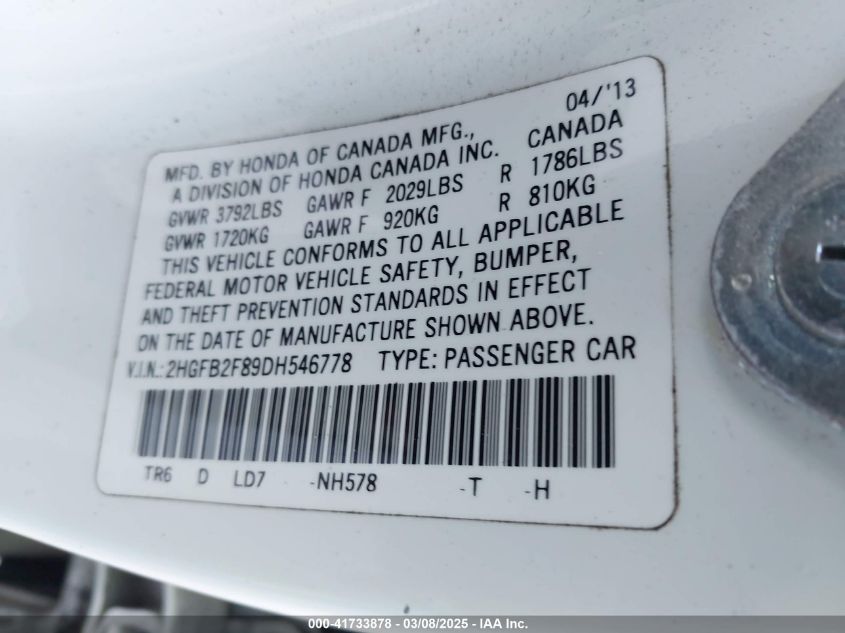 04/'13
MFD. BY HONDA OF CANADA MFG.,
A DIVISION OF HONDA CANADA INC. CANADA
GVWR 3792LBS GAWR F 2029LBS R 1786LBS
GVWR 1720KG GAWR F 920KG R 810KG
THIS VEHICLE CONFORMS TO ALL APPLICABLE
FEDERAL MOTOR VEHICLE SAFETY, BUMPER,
AND THEFT PREVENTION STANDARDS IN EFFECT
ON THE DATE OF MANUFACTURE SHOWN ABOVE.
V.I.N.: 2HGFB2F89DH546778 TYPE: PASSENGER CAR
TR6 D LD7 -NH578 -T -H
000-41733878 - 03/08/2025 - IAA Inc.